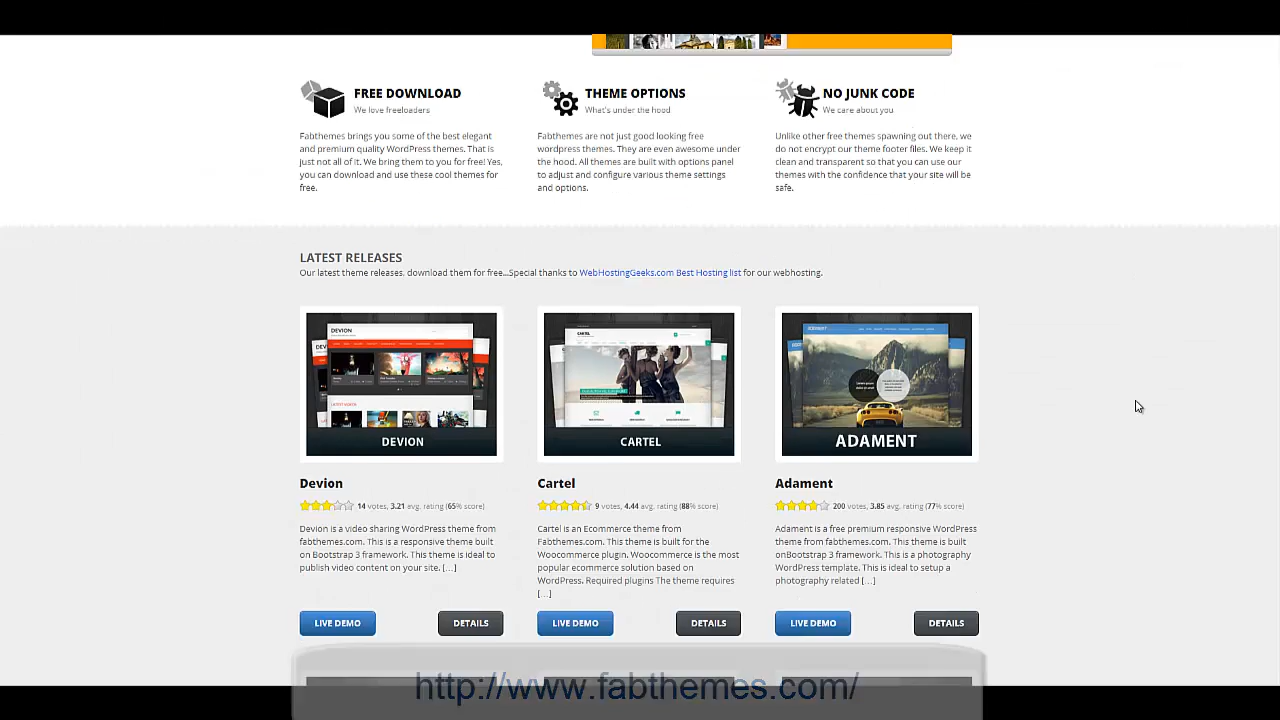 FREE DOWNLOAD
We love freeloaders
Fabthemes brings you some of the best elegant
and premium quality WordPress themes. That is
just not all of it. We bring them to you for free! Yes,
you can download and use these cool themes for
free.
THEME OPTIONS
What's under the hood
Fabthemes are not just good looking free
wordpress themes. They are even awesome under
the hood. All themes are built with options panel
to adjust and configure various theme settings
and options.
NO JUNK CODE
We care about you
Unlike other free themes spawning out there, we
do not encrypt our theme footer files. We keep it
clean and transparent so that you can use our
themes with the confidence that your site will be
safe.
LATEST RELEASES
Our latest theme releases. download them for free...Special thanks to WebHostingGeeks.com Best Hosting list for our webhosting.
DEVION
DEVION
Devion
14 votes, 3.21 avg. rating (65% score)
Devion is a video sharing WordPress theme from
fabthemes.com. This is a responsive theme built
on Bootstrap 3 framework. This theme is ideal to
publish video content on your site. [...]
LIVE DEMO
DETAILS
CARTEL
CARTEL
Cartel
9 votes, 4.44 avg. rating (88% score)
Cartel is an Ecommerce theme from
Fabthemes.com. This theme is built for the
Woocommerce plugin. Woocommerce is the most
popular ecommerce solution based on
WordPress. Required plugins The theme requires
[...]
LIVE DEMO
DETAILS
ADAMENT
ADAMENT
Adament
200 votes, 3.85 avg. rating (77% score)
Adament is a free premium responsive WordPress
theme from fabthemes.com. This theme is built
onBootstrap 3 framework. This is a photography
WordPress template. This is ideal to setup a
photography related [...]
LIVE DEMO
DETAILS
http://www.fabthemes.com/